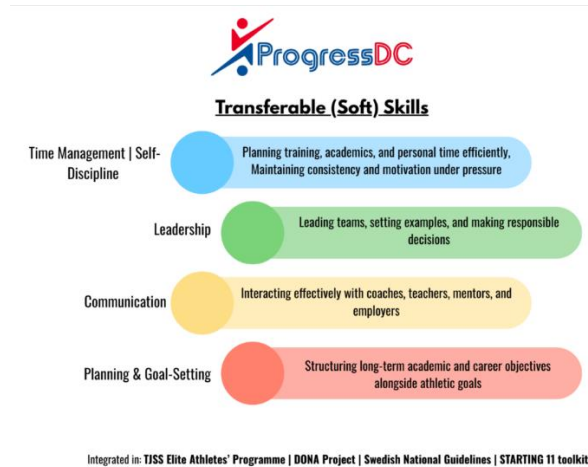 ProgressDC
Transferable (Soft) Skills
Time Management | Self-
Discipline
Planning training, academics, and personal time efficiently,
Maintaining consistency and motivation under pressure
Leadership
Leading teams, setting examples, and making responsible
decisions
Communication
Interacting effectively with coaches, teachers, mentors, and
employers
Planning & Goal-Setting
Structuring long-term academic and career objectives
alongside athletic goals
Integrated in: TJSS Elite Athletes' Programme | DONA Project | Swedish National Guidelines | STARTING 11 toolkit